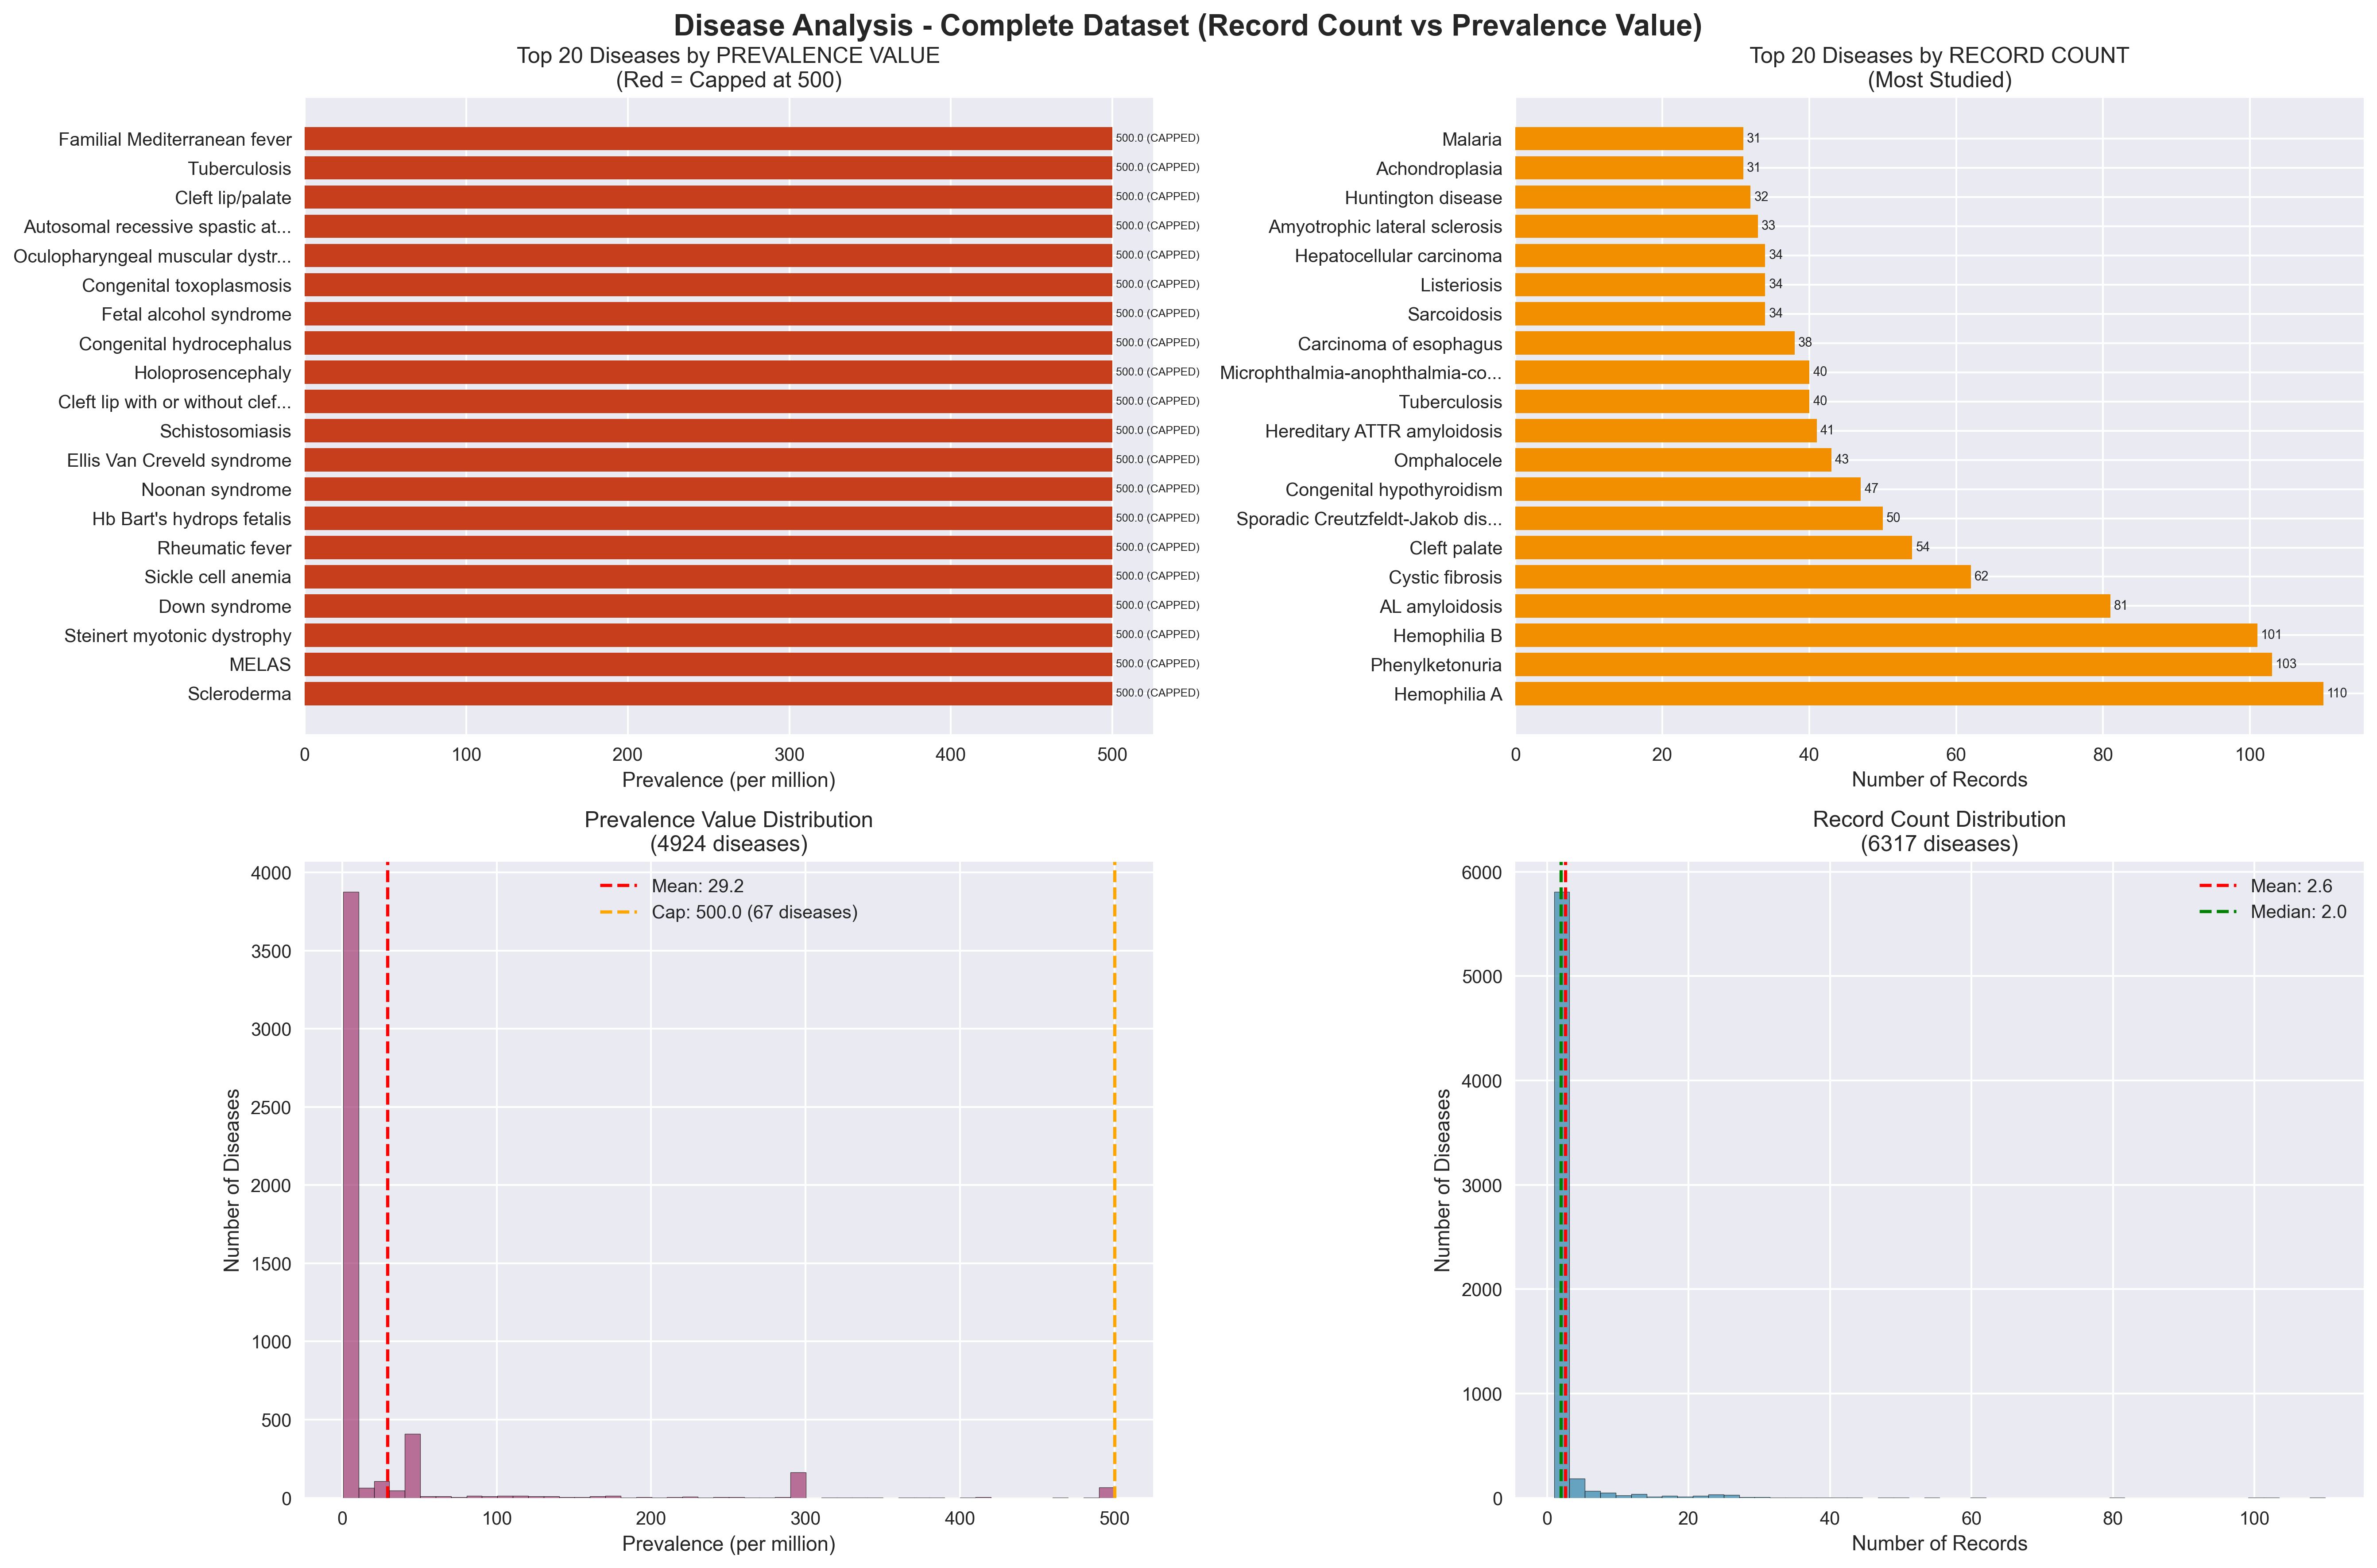 Disease Analysis - Complete Dataset (Record Count vs Prevalence Value)
Top 20 Diseases by PREVALENCE VALUE
(Red = Capped at 500)
Familial Mediterranean fever
500.0 (CAPPED)
Tuberculosis
500.0 (CAPPED)
Cleft lip/palate
500.0 (CAPPED)
Autosomal recessive spastic at...
500.0 (CAPPED)
Oculopharyngeal muscular dystr...
500.0 (CAPPED)
Congenital toxoplasmosis
500.0 (CAPPED)
Fetal alcohol syndrome
500.0 (CAPPED)
Congenital hydrocephalus
500.0 (CAPPED)
Holoprosencephaly
500.0 (CAPPED)
Cleft lip with or without clef...
500.0 (CAPPED)
Schistosomiasis
500.0 (CAPPED)
Ellis Van Creveld syndrome
500.0 (CAPPED)
Noonan syndrome
500.0 (CAPPED)
Hb Bart's hydrops fetalis
500.0 (CAPPED)
Rheumatic fever
500.0 (CAPPED)
Sickle cell anemia
500.0 (CAPPED)
Down syndrome
500.0 (CAPPED)
Steinert myotonic dystrophy
500.0 (CAPPED)
MELAS
500.0 (CAPPED)
Scleroderma
500.0 (CAPPED)
0 100 200 300 400 500
Prevalence (per million)
Top 20 Diseases by RECORD COUNT
(Most Studied)
Malaria
31
Achondroplasia
31
Huntington disease
32
Amyotrophic lateral sclerosis
33
Hepatocellular carcinoma
34
Listeriosis
34
Sarcoidosis
34
Carcinoma of esophagus
38
Microphthalmia-anophthalmia-co...
40
Tuberculosis
40
Hereditary ATTR amyloidosis
41
Omphalocele
43
Congenital hypothyroidism
47
Sporadic Creutzfeldt-Jakob dis...
50
Cleft palate
54
Cystic fibrosis
62
AL amyloidosis
81
Hemophilia B
101
Phenylketonuria
103
Hemophilia A
110
0 20 40 60 80 100
Number of Records
Prevalence Value Distribution
(4924 diseases)
Mean: 29.2
Cap: 500.0 (67 diseases)
Number of Diseases
4000
3500
3000
2500
2000
1500
1000
500
0
0 100 200 300 400 500
Prevalence (per million)
Record Count Distribution
(6317 diseases)
Mean: 2.6
Median: 2.0
Number of Diseases
6000
5000
4000
3000
2000
1000
0
0 20 40 60 80 100
Number of Records